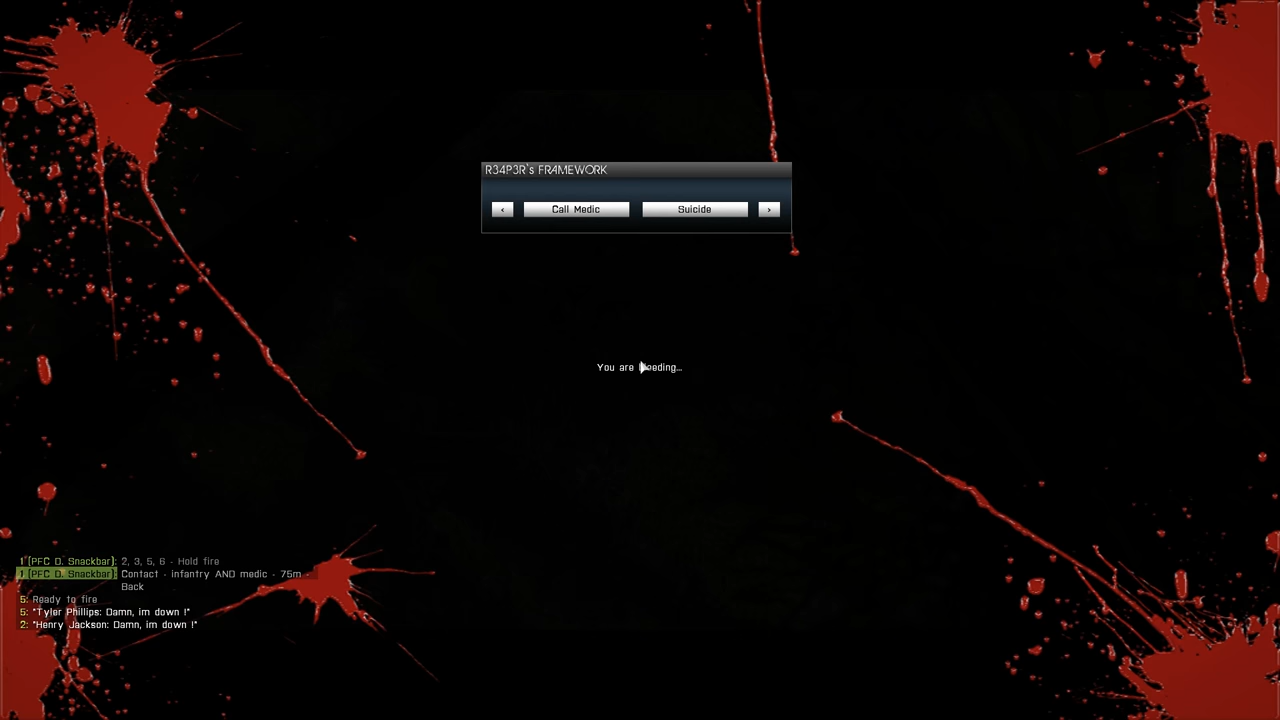 R34P3R's FRAMEWORK
< Call Medic Suicide >
You are eeding...
1 (PFC D. Snackbar): 2, 3, 5, 6 - Hold fire
1 (PFC D. Snackbar): Contact - infantry AND medic - 75m -
Back
5: Ready to fire
5: "Tyler Phillips: Damn, im down !"
2: "Henry Jackson: Damn, im down !"